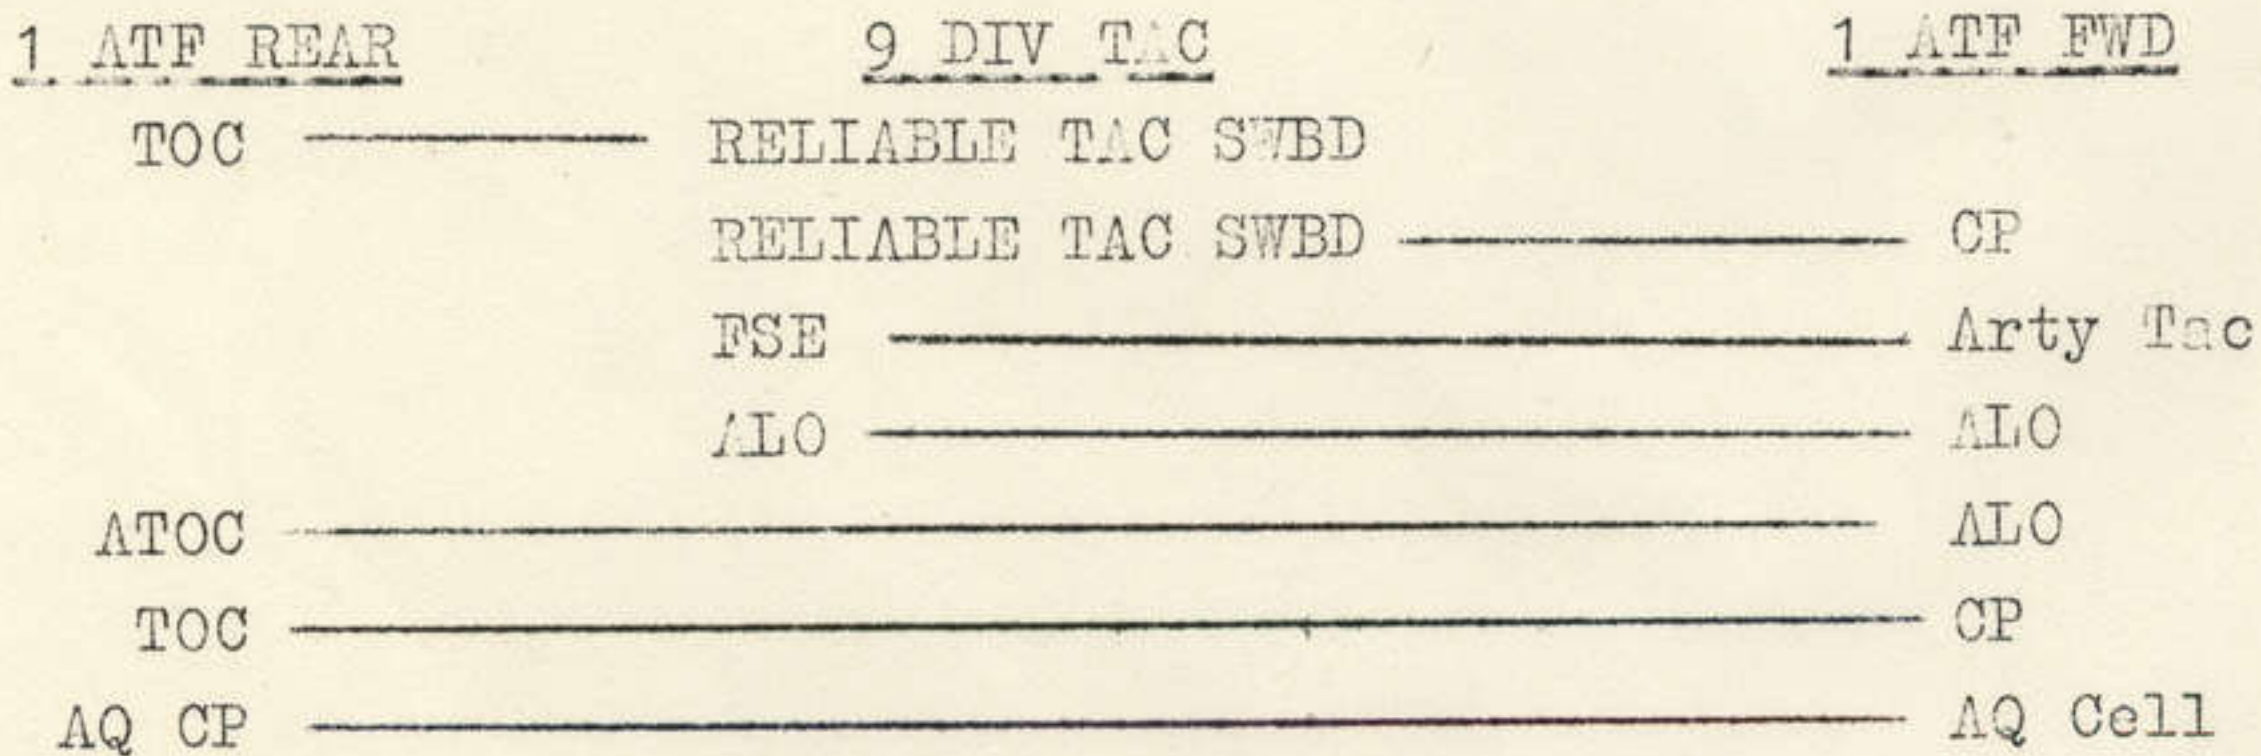 1 ATF REAR 9 DIV TAC 1 ATF FWD
TOC RELIABLE TAC SWBD
RELIABLE TAC SWBD CP
FSE Arty Tac
ALO ALO
ATOC ALO
TOC CP
AQ CP AQ Cell